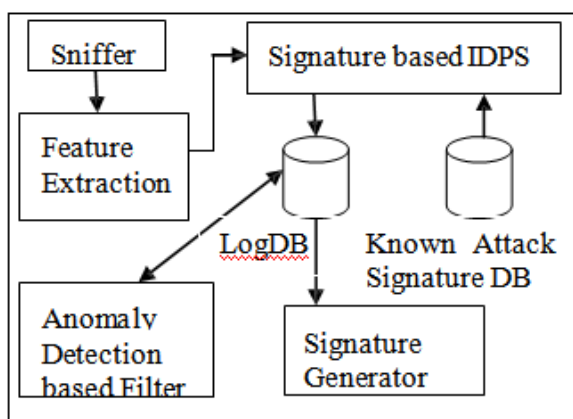 Sniffer
Signature based IDPS
Feature
Extraction
LogDB
Known Attack
Signature DB
Anomaly
Detection
based Filter
Signature
Generator